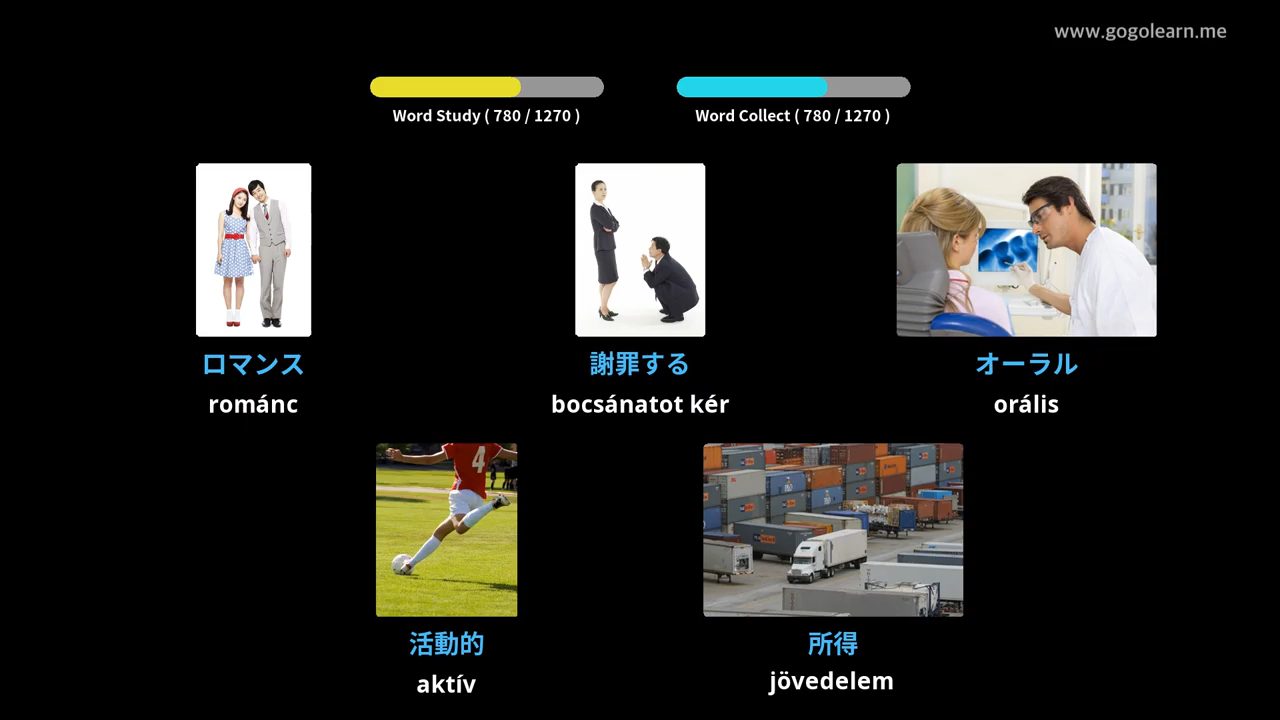 www.gogolearn.me
Word Study ( 780 / 1270 )
Word Collect ( 780 / 1270 )
ロマンス
románc
謝罪する
bocsánatot kér
オーラル
orális
4
活動的
aktív
所得
jövedelem